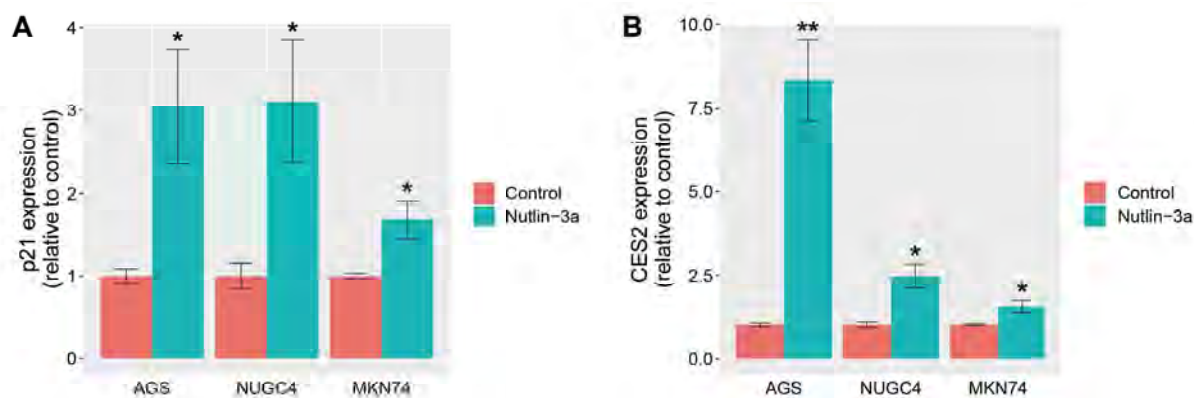 A
p21 expression
(relative to control)
4
3
2
1
0
*
*
*
AGS
NUGC4
MKN74
Control
Nutlin-3a
B
CES2 expression
(relative to control)
10.0
7.5
5.0
2.5
0.0
**
*
*
AGS
NUGC4
MKN74
Control
Nutlin-3a